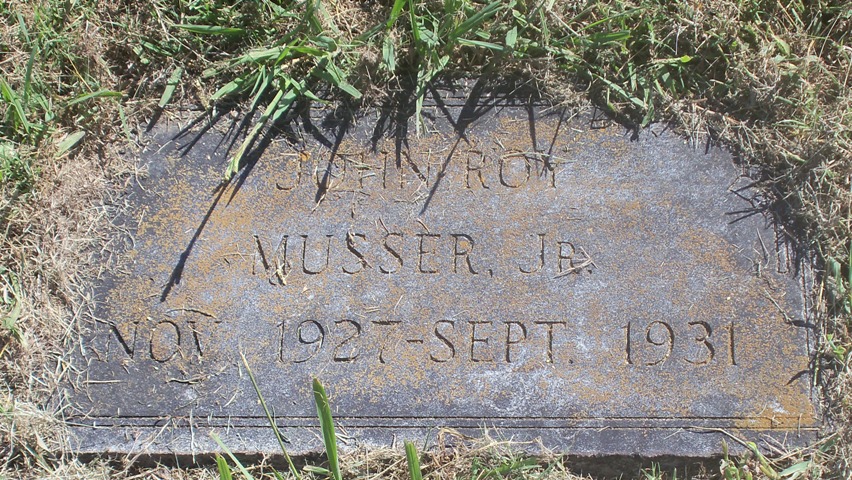 JOHN ROY
MUSSER, JR.
NOV. 1927-SEPT. 1931